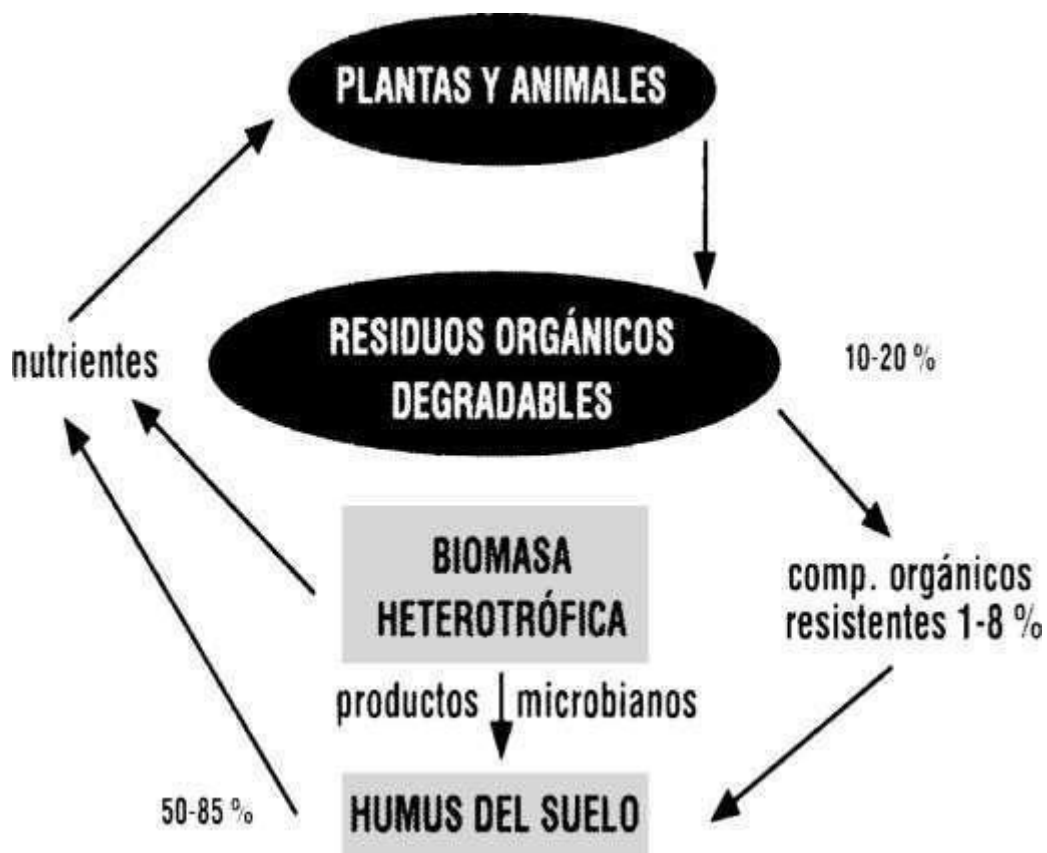 PLANTAS Y ANIMALES
nutrientes
RESIDUOS ORGÁNICOS
DEGRADABLES
10-20 %
BIOMASA
HETEROTRÓFICA
comp. orgánicos
resistentes 1-8 %
productos microbianos
50-85 %
HUMUS DEL SUELO